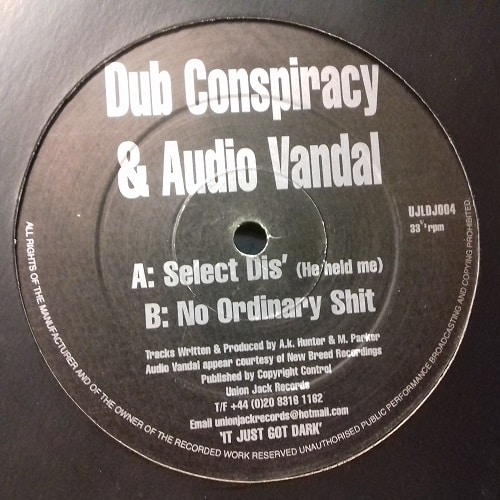 Dub Conspiracy
& Audio Vandal
UJLDJ004
33⅓ rpm
A: Select Dis' (He held me)
B: No Ordinary Shit
Tracks Written & Produced by A.k. Hunter & M. Parker
Audio Vandal appear courtesy of New Breed Recordings
Published by Copyright Control
Union Jack Records
T/F +44 (0)20 8319 1162
Email unionjackrecords@hotmail.com
'IT JUST GOT DARK'
ALL RIGHTS OF THE MANUFACTURER AND OF THE OWNER OF THE RECORDED WORK RESERVED UNAUTHORISED PUBLIC PERFORMANCE BROADCASTING AND COPYING PROHIBITED.